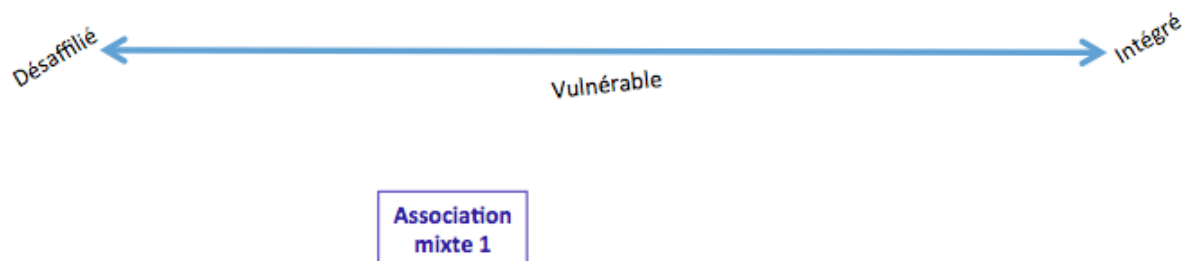 Désaffilié
Intégré
Vulnérable
Association
mixte 1